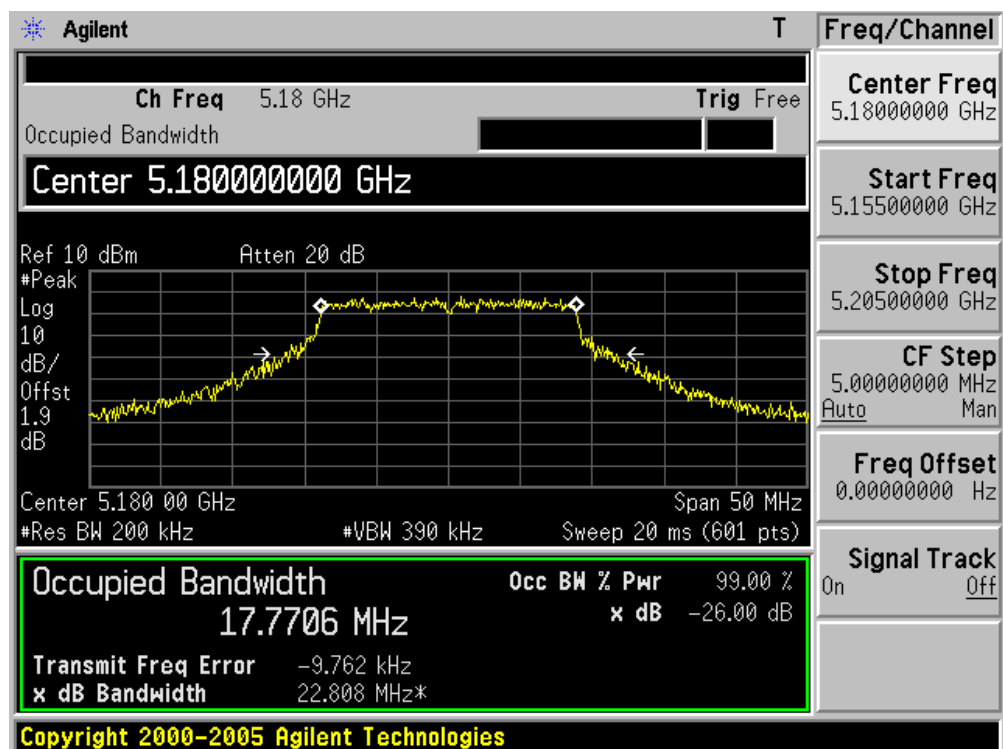 Agilent T Freq/Channel
Ch Freq 5.18 GHz Trig Free
Occupied Bandwidth
Center 5.180000000 GHz
Ref 10 dBm Atten 20 dB
#Peak
Log
10
dB/
Offst
1.9
dB
Center 5.180 00 GHz Span 50 MHz
#Res BW 200 kHz #VBW 390 kHz Sweep 20 ms (601 pts)
Occupied Bandwidth Occ BW % Pwr 99.00 %
17.7706 MHz x dB -26.00 dB
Transmit Freq Error -9.762 kHz
x dB Bandwidth 22.808 MHz*
Center Freq
5.18000000 GHz
Start Freq
5.15500000 GHz
Stop Freq
5.20500000 GHz
CF Step
5.00000000 MHz
Auto Man
Freq Offset
0.00000000 Hz
Signal Track
On Off
Copyright 2000-2005 Agilent Technologies